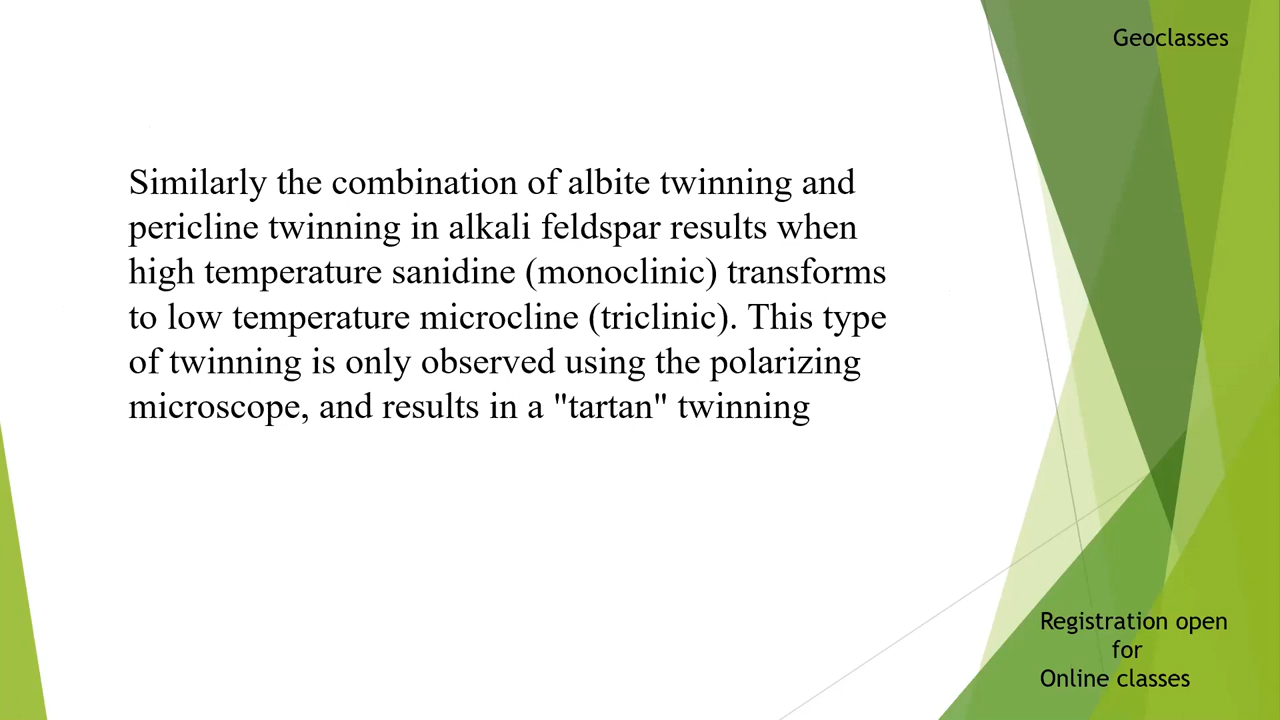 Geoclasses
Similarly the combination of albite twinning and
pericline twinning in alkali feldspar results when
high temperature sanidine (monoclinic) transforms
to low temperature microcline (triclinic). This type
of twinning is only observed using the polarizing
microscope, and results in a "tartan" twinning
Registration open
for
Online classes